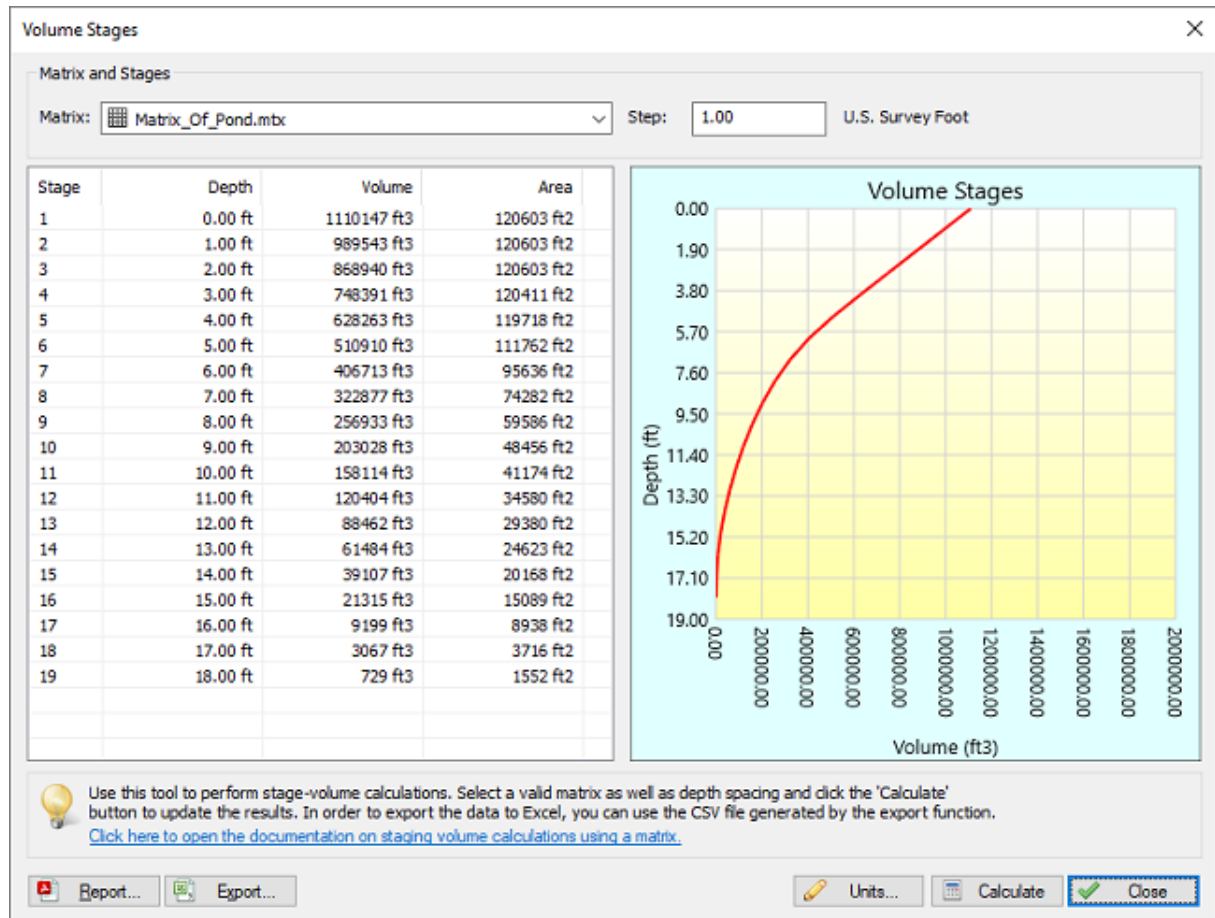 Volume Stages
Matrix and Stages
Matrix: Matrix_Of_Pond.mtx Step: 1.00 U.S. Survey Foot
Stage Depth Volume Area
1 0.00 ft 1110147 ft3 120603 ft2
2 1.00 ft 989543 ft3 120603 ft2
3 2.00 ft 868940 ft3 120603 ft2
4 3.00 ft 748391 ft3 120411 ft2
5 4.00 ft 628263 ft3 119718 ft2
6 5.00 ft 510910 ft3 111762 ft2
7 6.00 ft 406713 ft3 95636 ft2
8 7.00 ft 322877 ft3 74282 ft2
9 8.00 ft 256933 ft3 59586 ft2
10 9.00 ft 203028 ft3 48456 ft2
11 10.00 ft 158114 ft3 41174 ft2
12 11.00 ft 120404 ft3 34580 ft2
13 12.00 ft 88462 ft3 29380 ft2
14 13.00 ft 61484 ft3 24623 ft2
15 14.00 ft 39107 ft3 20168 ft2
16 15.00 ft 21315 ft3 15089 ft2
17 16.00 ft 9199 ft3 8938 ft2
18 17.00 ft 3067 ft3 3716 ft2
19 18.00 ft 729 ft3 1552 ft2
Volume Stages
Depth (ft)
0.00
1.90
3.80
5.70
7.60
9.50
11.40
13.30
15.20
17.10
19.00
0.00
200000.00
400000.00
600000.00
800000.00
1000000.00
1200000.00
1400000.00
1600000.00
1800000.00
2000000.00
Volume (ft3)
Use this tool to perform stage-volume calculations. Select a valid matrix as well as depth spacing and click the 'Calculate'
button to update the results. In order to export the data to Excel, you can use the CSV file generated by the export function.
Click here to open the documentation on staging volume calculations using a matrix.
Report... Export... Units... Calculate Close